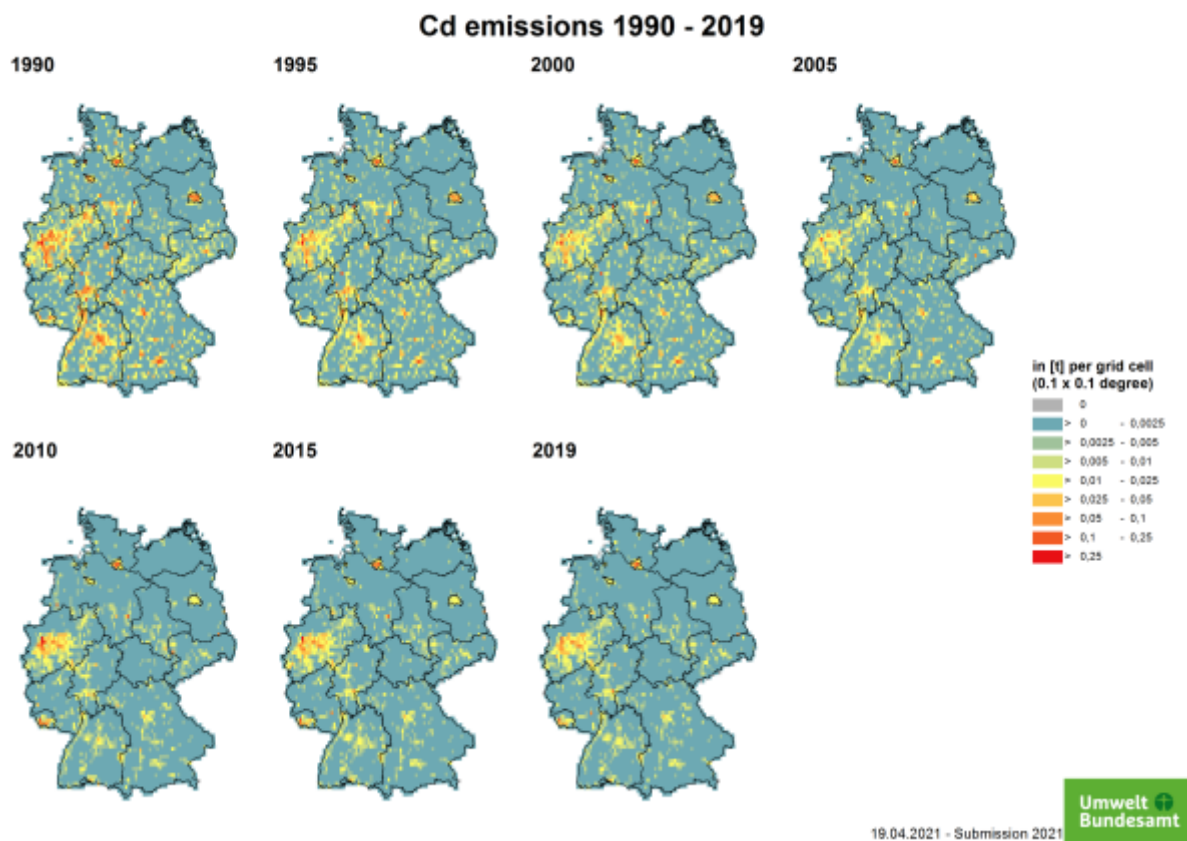 Cd emissions 1990 - 2019
1990
1995
2000
2005
2010
2015
2019
in [t] per grid cell
(0.1 x 0.1 degree)
0
> 0 - 0,0025
> 0,0025 - 0,005
> 0,005 - 0,01
> 0,01 - 0,025
> 0,025 - 0,05
> 0,05 - 0,1
> 0,1 - 0,25
> 0,25
Umwelt
Bundesamt
19.04.2021 - Submission 2021